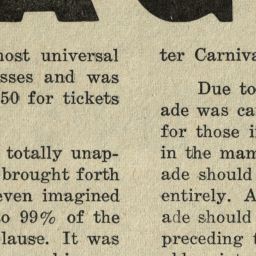 AG
most universal
sses and was
50 for tickets
totally unap-
brought forth
even imagined
to 99% of the
lause. It was
ter Carniva
Due to
ade was ca
for those i
in the mam
ade should
entirely. A
ade should
preceding t